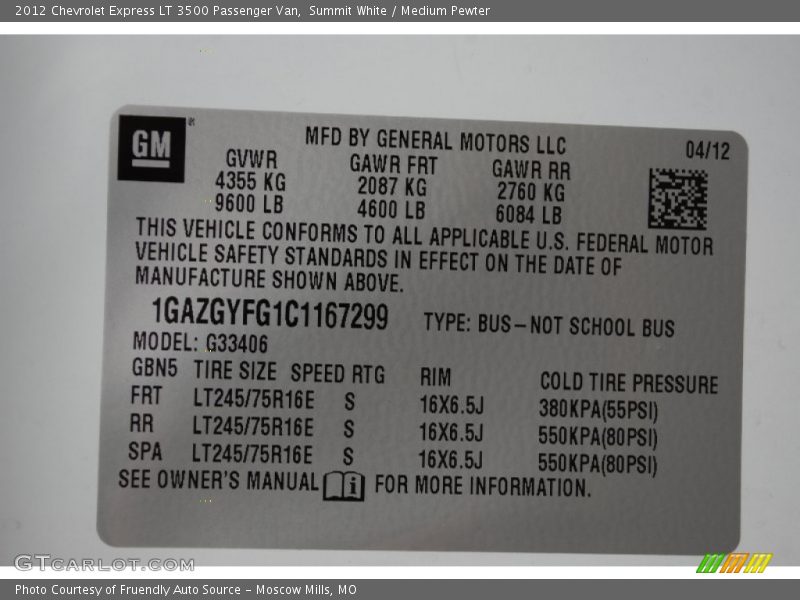 2012 Chevrolet Express LT 3500 Passenger Van, Summit White / Medium Pewter
GM
MFD BY GENERAL MOTORS LLC 04/12
GVWR GAWR FRT GAWR RR
4355 KG 2087 KG 2760 KG
9600 LB 4600 LB 6084 LB
THIS VEHICLE CONFORMS TO ALL APPLICABLE U.S. FEDERAL MOTOR
VEHICLE SAFETY STANDARDS IN EFFECT ON THE DATE OF
MANUFACTURE SHOWN ABOVE.
1GAZGYFG1C1167299 TYPE: BUS–NOT SCHOOL BUS
MODEL: G33406
GBN5 TIRE SIZE SPEED RTG RIM COLD TIRE PRESSURE
FRT LT245/75R16E S 16X6.5J 380KPA(55PSI)
RR LT245/75R16E S 16X6.5J 550KPA(80PSI)
SPA LT245/75R16E S 16X6.5J 550KPA(80PSI)
SEE OWNER'S MANUAL i FOR MORE INFORMATION.
GTCARLOT.COM
Photo Courtesy of Fruendly Auto Source – Moscow Mills, MO